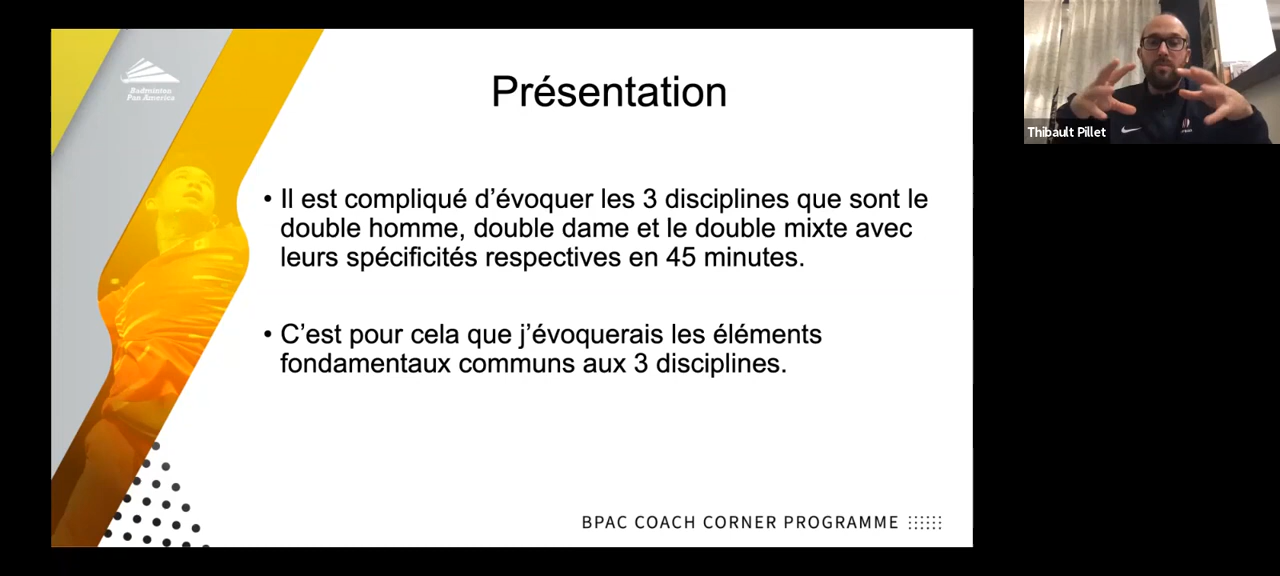 Badminton
Pan America
Présentation
• Il est compliqué d’évoquer les 3 disciplines que sont le
double homme, double dame et le double mixte avec
leurs spécificités respectives en 45 minutes.
• C’est pour cela que j’évoquerais les éléments
fondamentaux communs aux 3 disciplines.
BPAC COACH CORNER PROGRAMME
Thibault Pillet